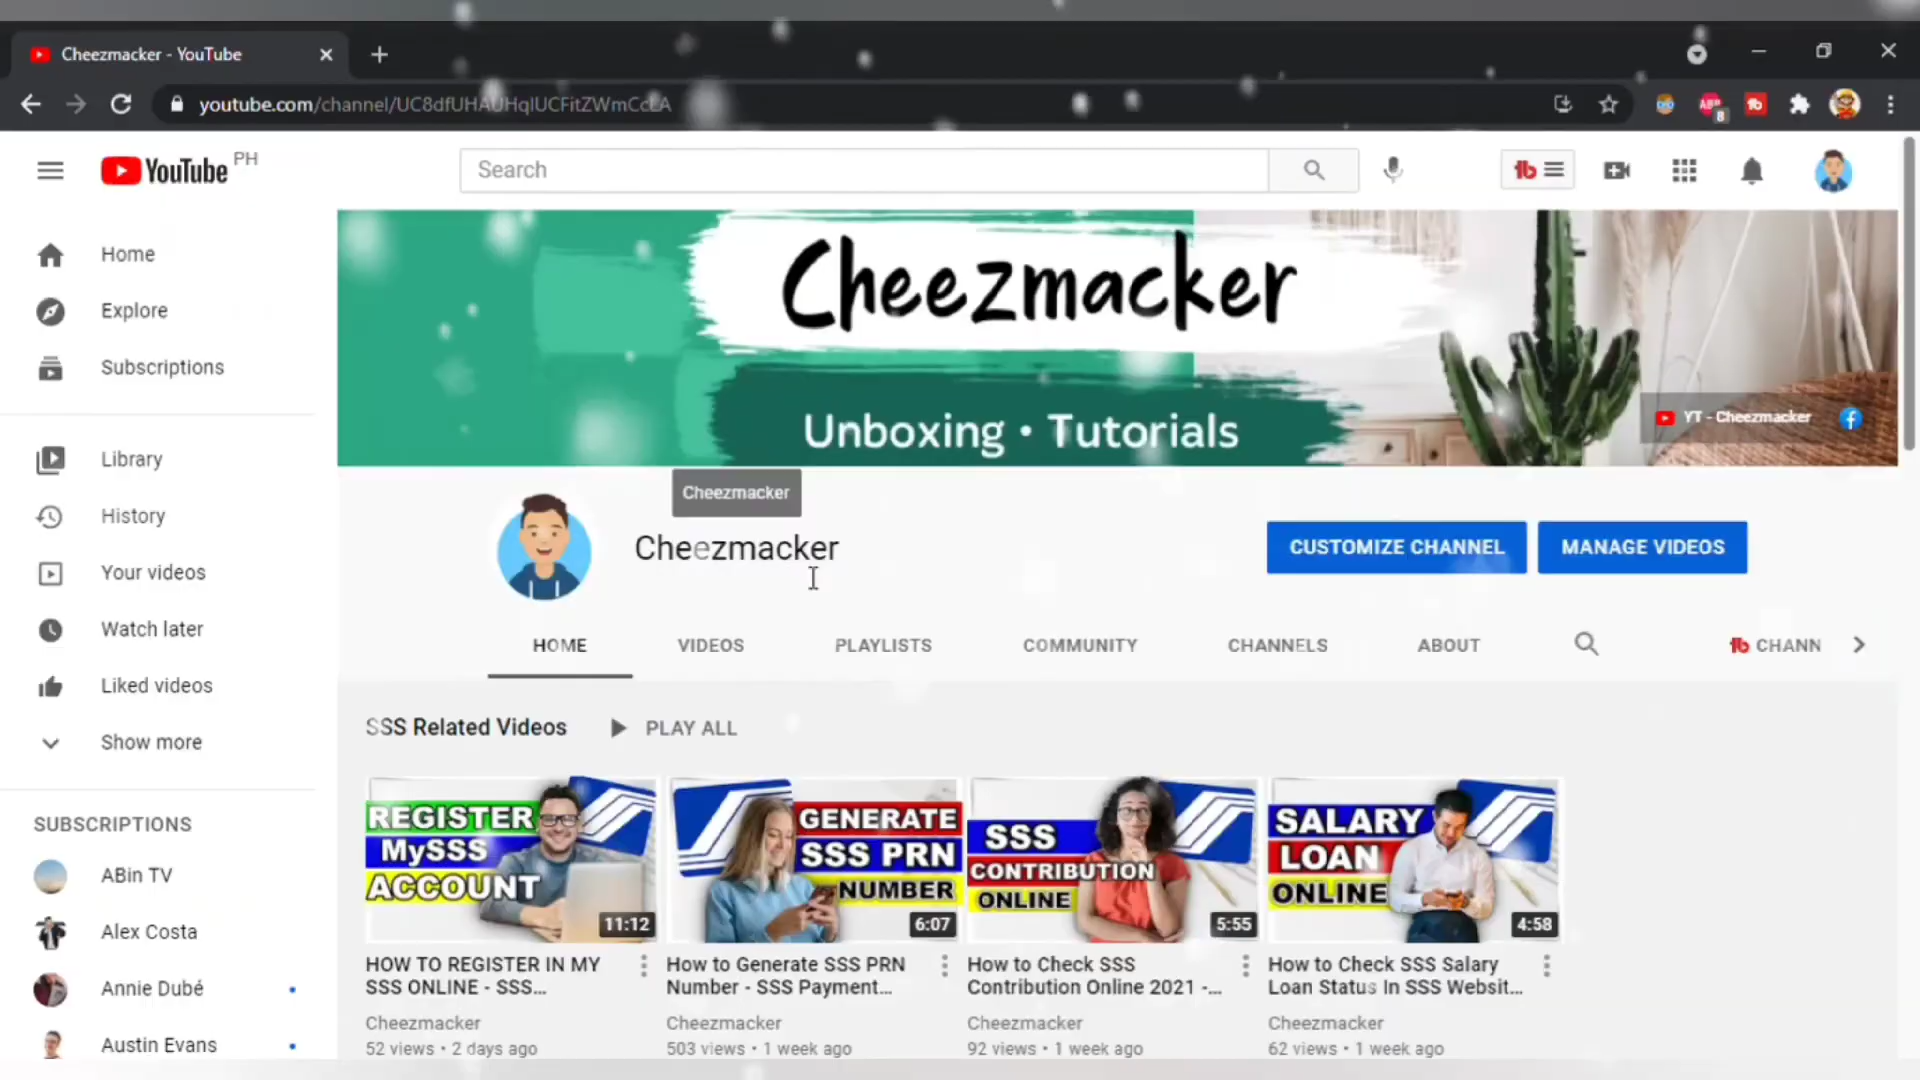 Cheezmacker - YouTube
youtube.com/channel/UC8dfUHAUHqlUCFitZWmCcLA
ABP
8
YouTube PH
Search
Home
Explore
Subscriptions
Library
History
Your videos
Watch later
Liked videos
Show more
SUBSCRIPTIONS
ABin TV
Alex Costa
Annie Dubé
Austin Evans
Cheezmacker
Unbox­ing • Tutorials
YT - Cheezmacker
Cheezmacker
Cheezmacker
CUSTOMIZE CHANNEL
MANAGE VIDEOS
HOME
VIDEOS
PLAYLISTS
COMMUNITY
CHANNELS
ABOUT
CHANN
SSS Related Videos
PLAY ALL
REGISTER
MySSS
ACCOUNT
11:12
HOW TO REGISTER IN MY
SSS ONLINE - SSS...
Cheezmacker
52 views • 2 days ago
GENERATE
SSS PRN
NUMBER
6:07
How to Generate SSS PRN
Number - SSS Payment...
Cheezmacker
503 views • 1 week ago
SSS
CONTRIBUTION
ONLINE
5:55
How to Check SSS
Contribution Online 2021 -...
Cheezmacker
92 views • 1 week ago
SALARY
LOAN
ONLINE
4:58
How to Check SSS Salary
Loan Status In SSS Websit...
Cheezmacker
62 views • 1 week ago